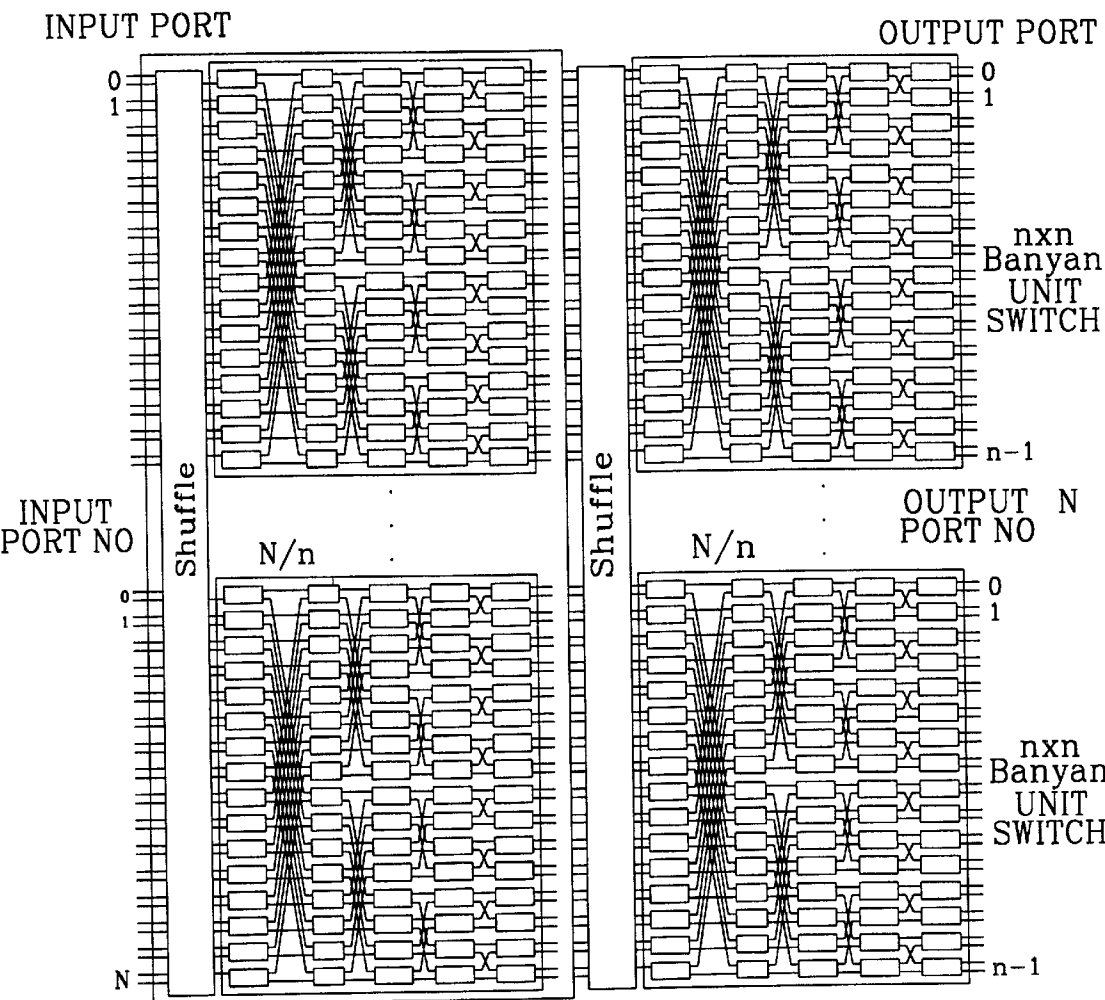 INPUT PORT
OUTPUT PORT
0
1
0
1
nxn
Banyan
UNIT
SWITCH
n-1
Shuffle
Shuffle
INPUT
PORT NO
OUTPUT N
PORT NO
N/n
N/n
0
1
0
1
nxn
Banyan
UNIT
SWITCH
N
n-1